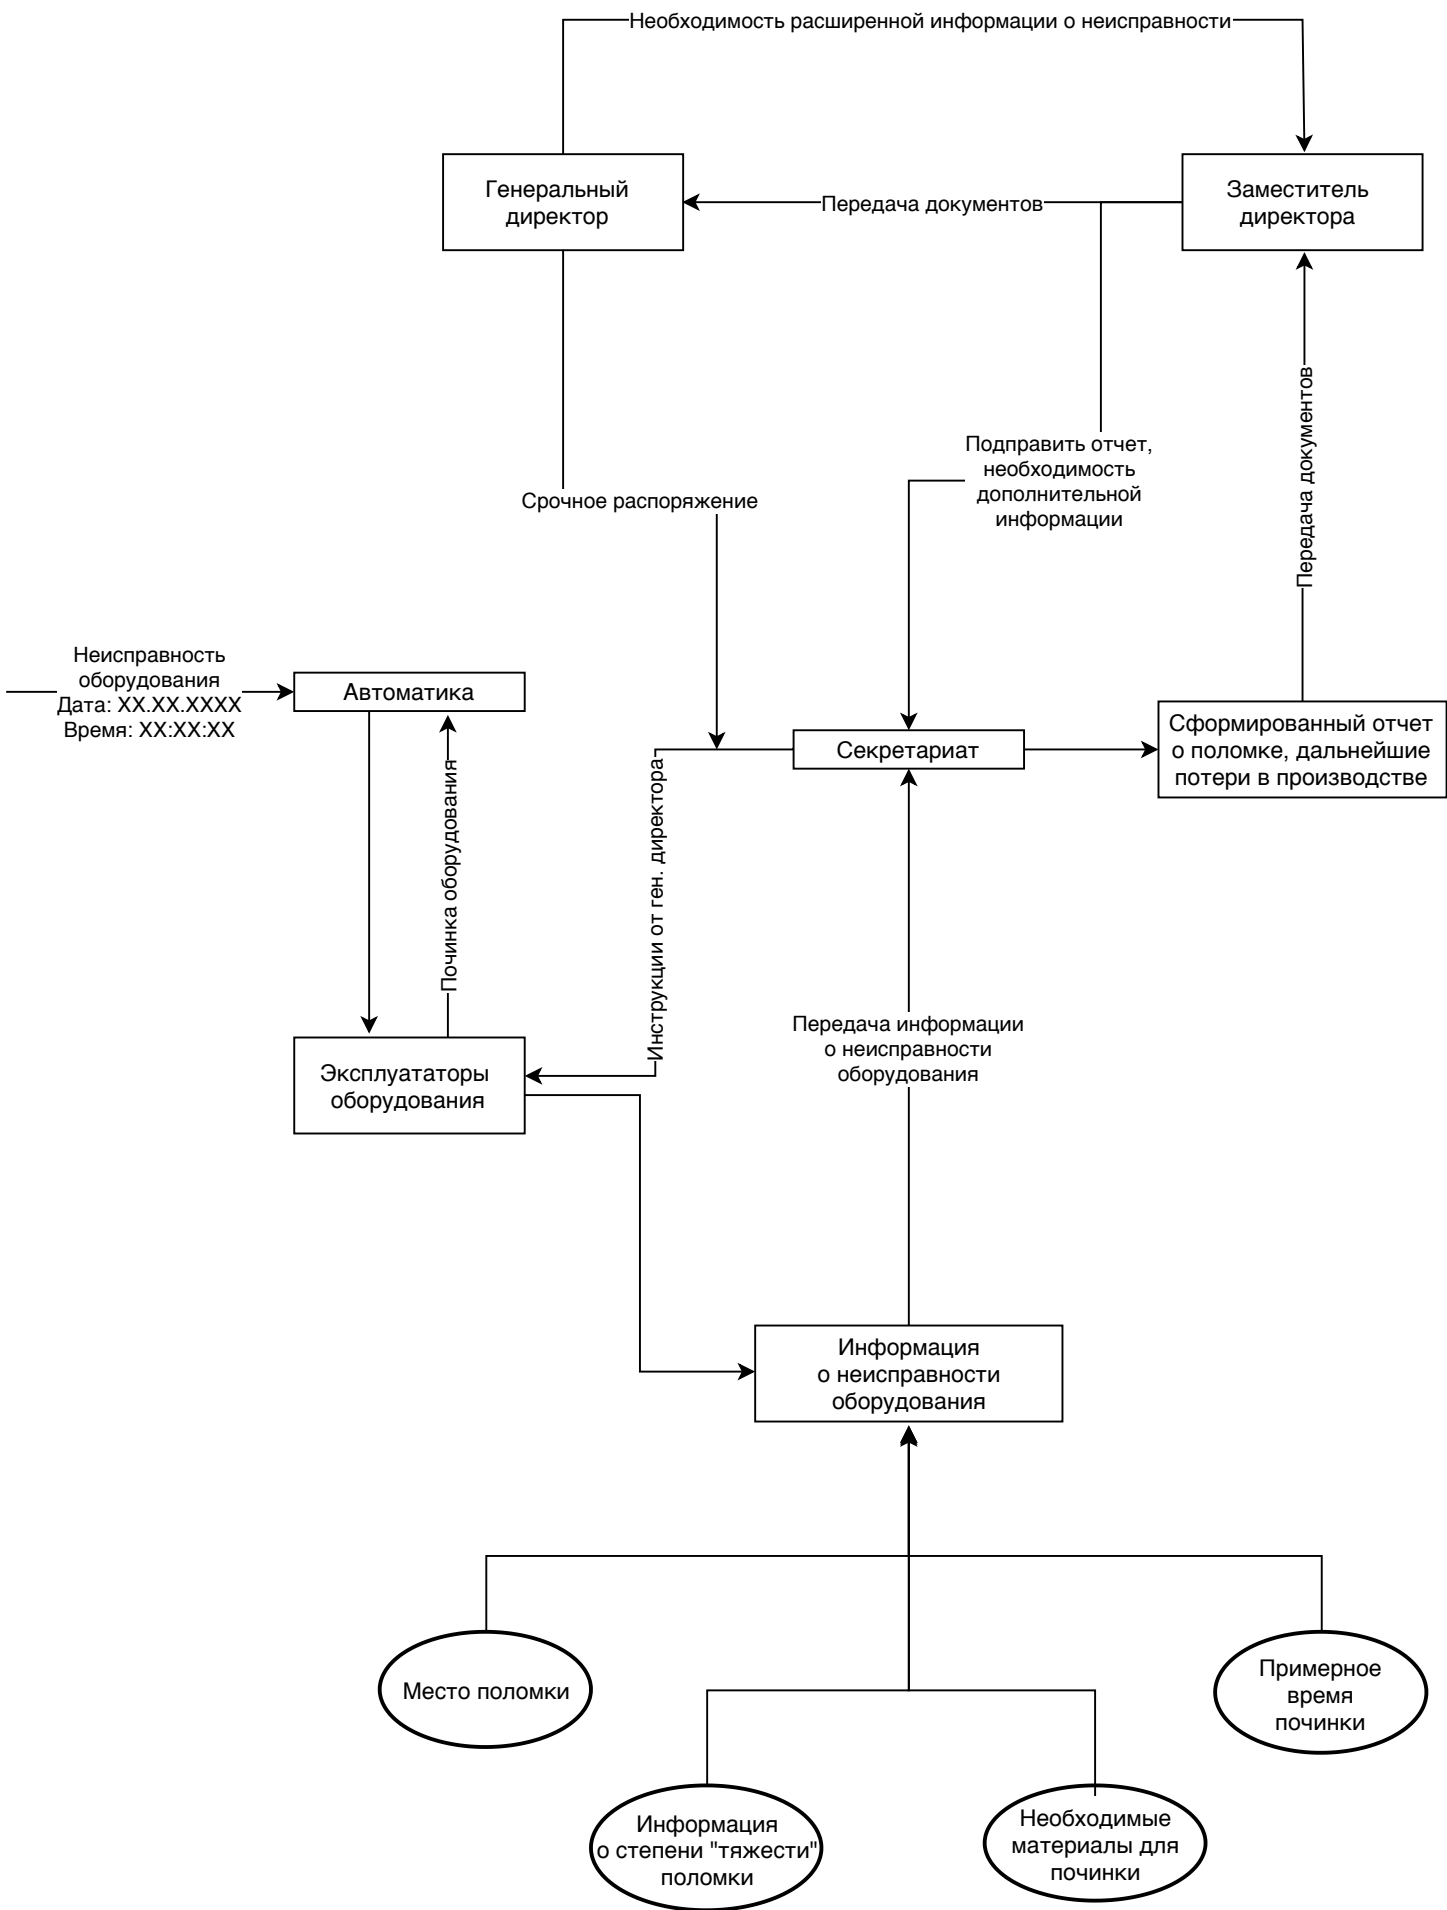 Необходимость расширенной информации о неисправности
Генеральный
директор
Передача документов
Заместитель
директора
Подправить отчет,
необходимость
дополнительной
информации
Передача документов
Срочное распоряжение
Неисправность
оборудования
Дата: XX.XX.XXXX
Время: XX:XX:XX
Автоматика
Секретариат
Сформированный отчет
о поломке, дальнейшие
потери в производстве
Починка оборудования
Инструкции от ген. директора
Передача информации
о неисправности
оборудования
Эксплуататоры
оборудования
Информация
о неисправности
оборудования
Место поломки
Примерное
время
починки
Информация
о степени "тяжести"
поломки
Необходимые
материалы для
починки